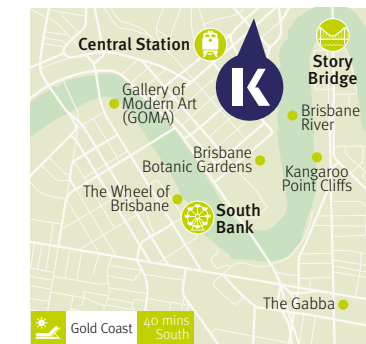 Central Station
Story
Bridge
K
Gallery of
Modern Art
(GOMA)
Brisbane
River
Brisbane
Botanic Gardens
Kangaroo
Point Cliffs
The Wheel of
Brisbane
South
Bank
The Gabba
Gold Coast
40 mins
South